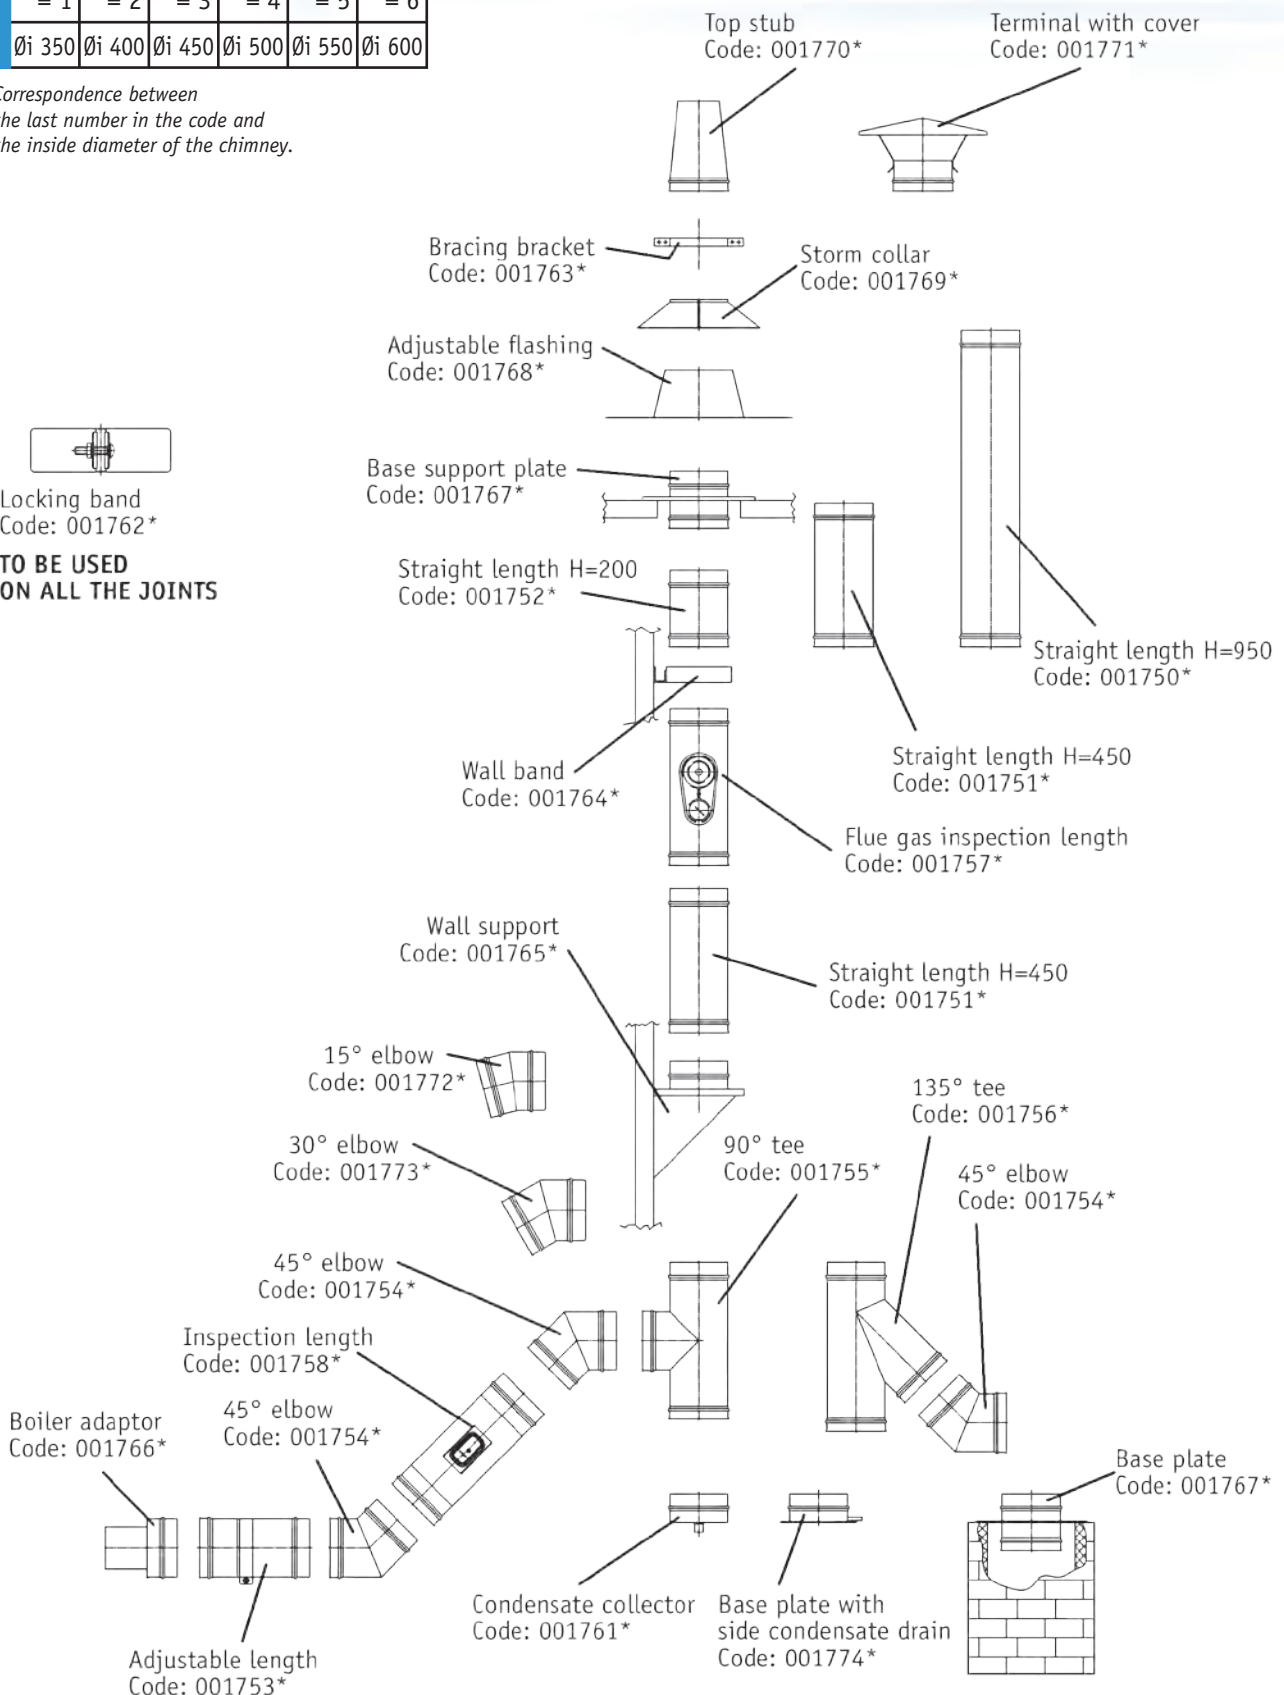 = 1 = 2 = 3 = 4 = 5 = 6
Øi 350 Øi 400 Øi 450 Øi 500 Øi 550 Øi 600
Correspondence between
the last number in the code and
the inside diameter of the chimney.
Top stub
Code: 001770*
Terminal with cover
Code: 001771*
Bracing bracket
Code: 001763*
Storm collar
Code: 001769*
Adjustable flashing
Code: 001768*
Locking band
Code: 001762*
TO BE USED
ON ALL THE JOINTS
Base support plate
Code: 001767*
Straight length H=200
Code: 001752*
Straight length H=950
Code: 001750*
Wall band
Code: 001764*
Straight length H=450
Code: 001751*
Flue gas inspection length
Code: 001757*
Wall support
Code: 001765*
Straight length H=450
Code: 001751*
15° elbow
Code: 001772*
135° tee
Code: 001756*
30° elbow
Code: 001773*
90° tee
Code: 001755*
45° elbow
Code: 001754*
45° elbow
Code: 001754*
Inspection length
Code: 001758*
Boiler adaptor
Code: 001766*
45° elbow
Code: 001754*
Base plate
Code: 001767*
Condensate collector
Code: 001761*
Base plate with
side condensate drain
Code: 001774*
Adjustable length
Code: 001753*